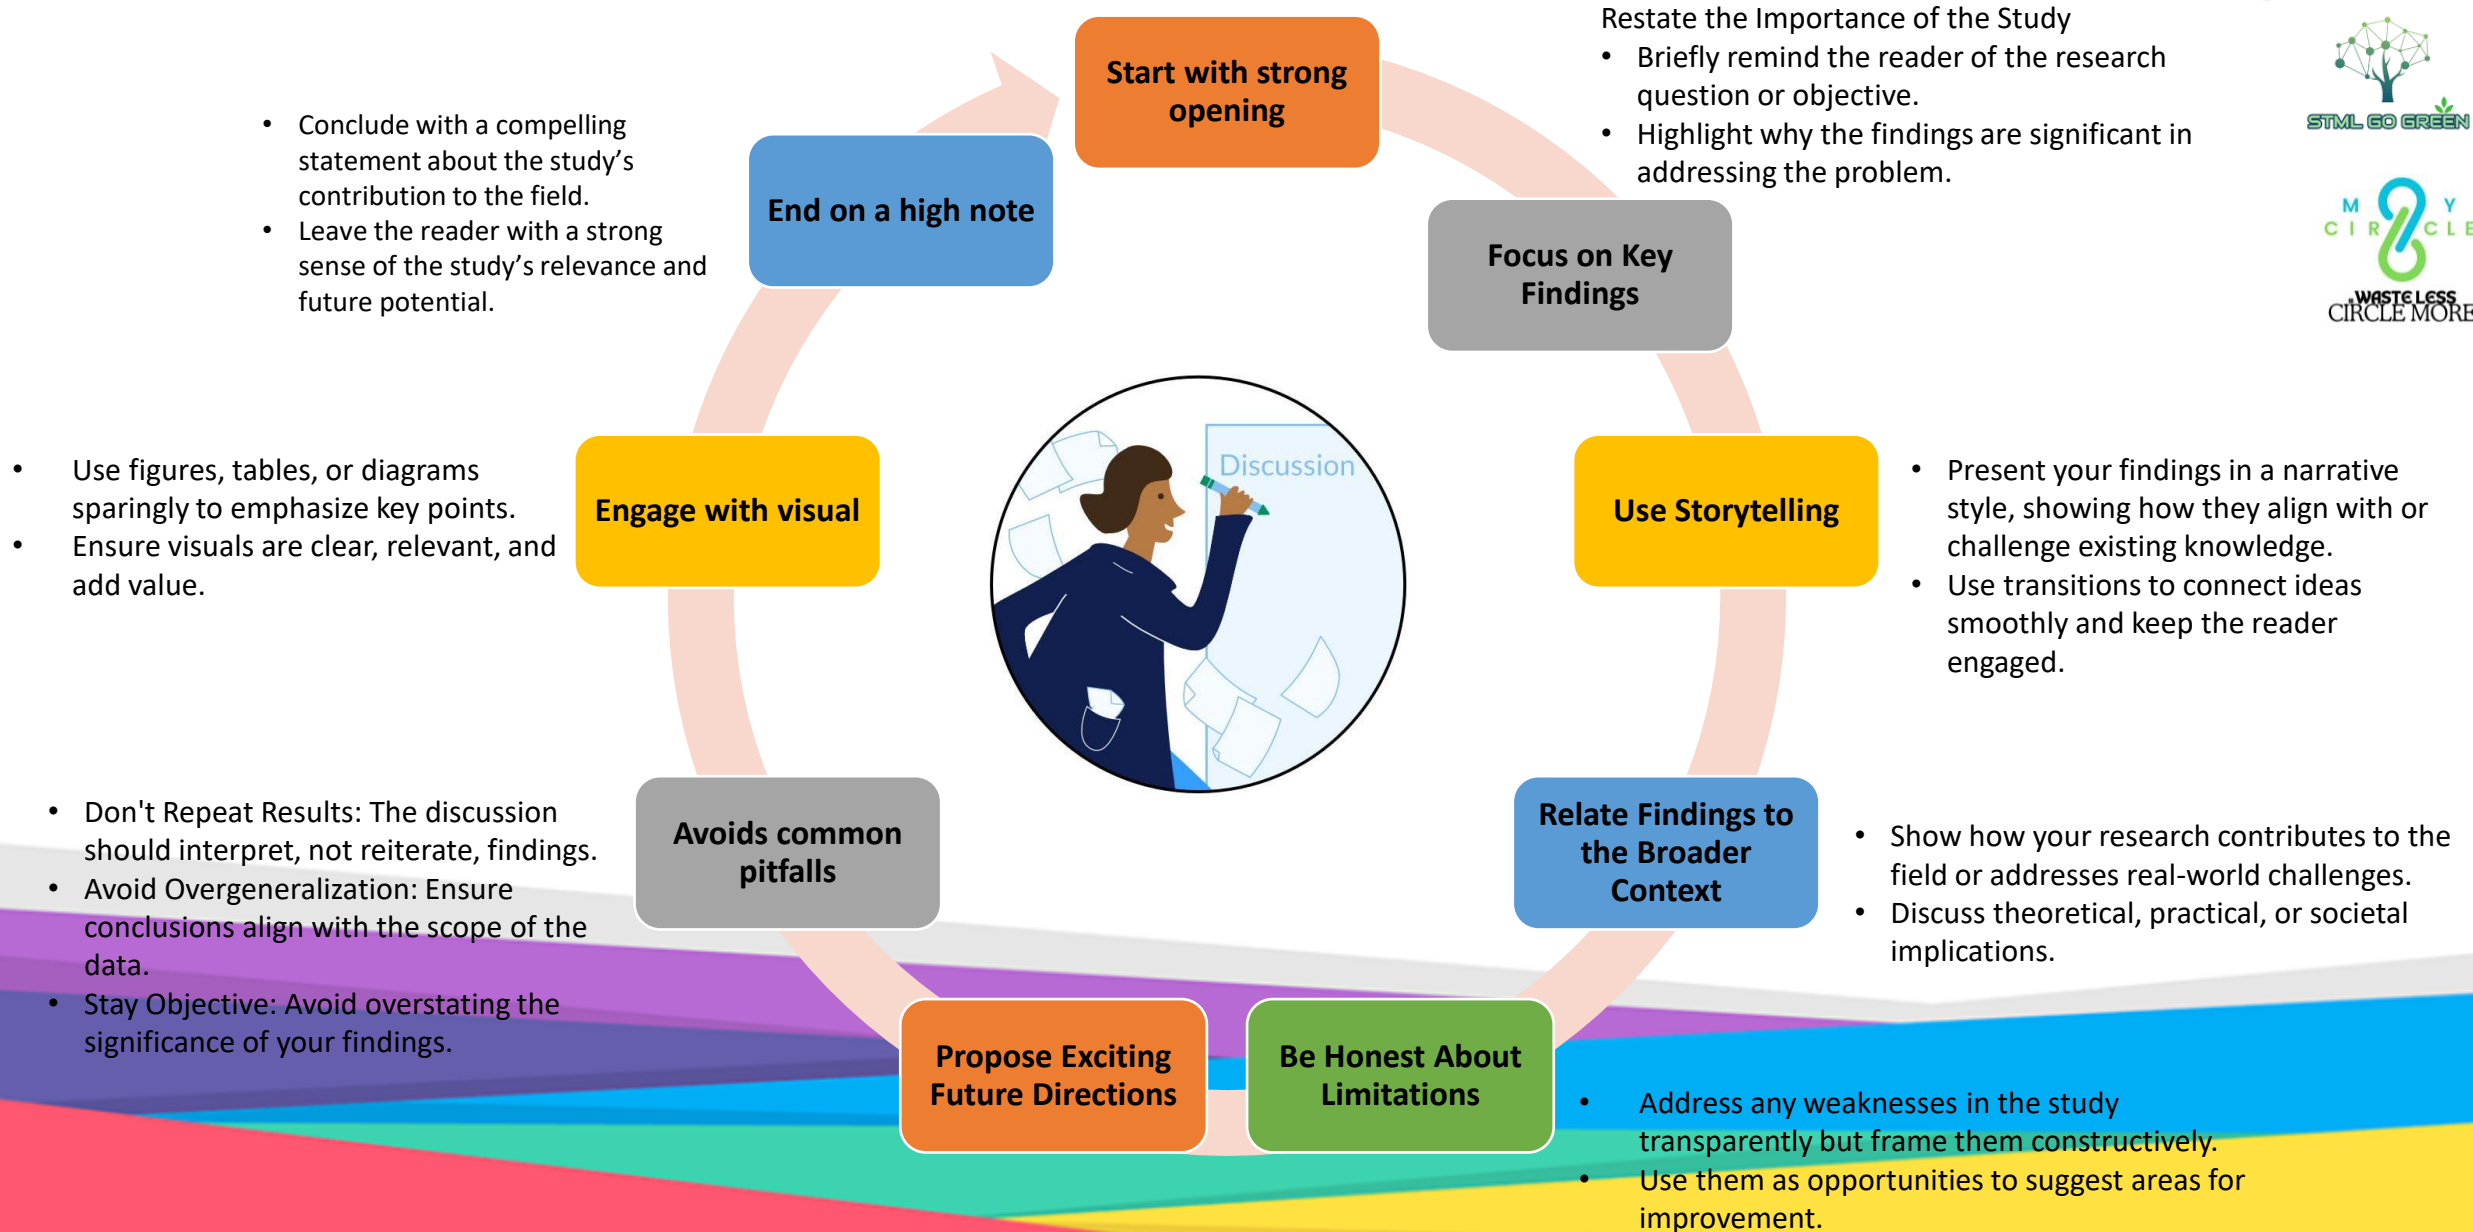 Start with strong
opening
Restate the Importance of the Study
• Briefly remind the reader of the research
question or objective.
• Highlight why the findings are significant in
addressing the problem.
STML GO GREEN
M Y
CIR CLE
WASTE LESS
CIRCLE MORE
Focus on Key
Findings
Use Storytelling
• Present your findings in a narrative
style, showing how they align with or
challenge existing knowledge.
• Use transitions to connect ideas
smoothly and keep the reader
engaged.
Relate Findings to
the Broader
Context
• Show how your research contributes to the
field or addresses real-world challenges.
• Discuss theoretical, practical, or societal
implications.
Be Honest About
Limitations
• Address any weaknesses in the study
transparently but frame them constructively.
• Use them as opportunities to suggest areas for
improvement.
Propose Exciting
Future Directions
Avoids common
pitfalls
• Don't Repeat Results: The discussion
should interpret, not reiterate, findings.
• Avoid Overgeneralization: Ensure
conclusions align with the scope of the
data.
• Stay Objective: Avoid overstating the
significance of your findings.
Engage with visual
• Use figures, tables, or diagrams
sparingly to emphasize key points.
• Ensure visuals are clear, relevant, and
add value.
End on a high note
• Conclude with a compelling
statement about the study’s
contribution to the field.
• Leave the reader with a strong
sense of the study’s relevance and
future potential.
Discussion